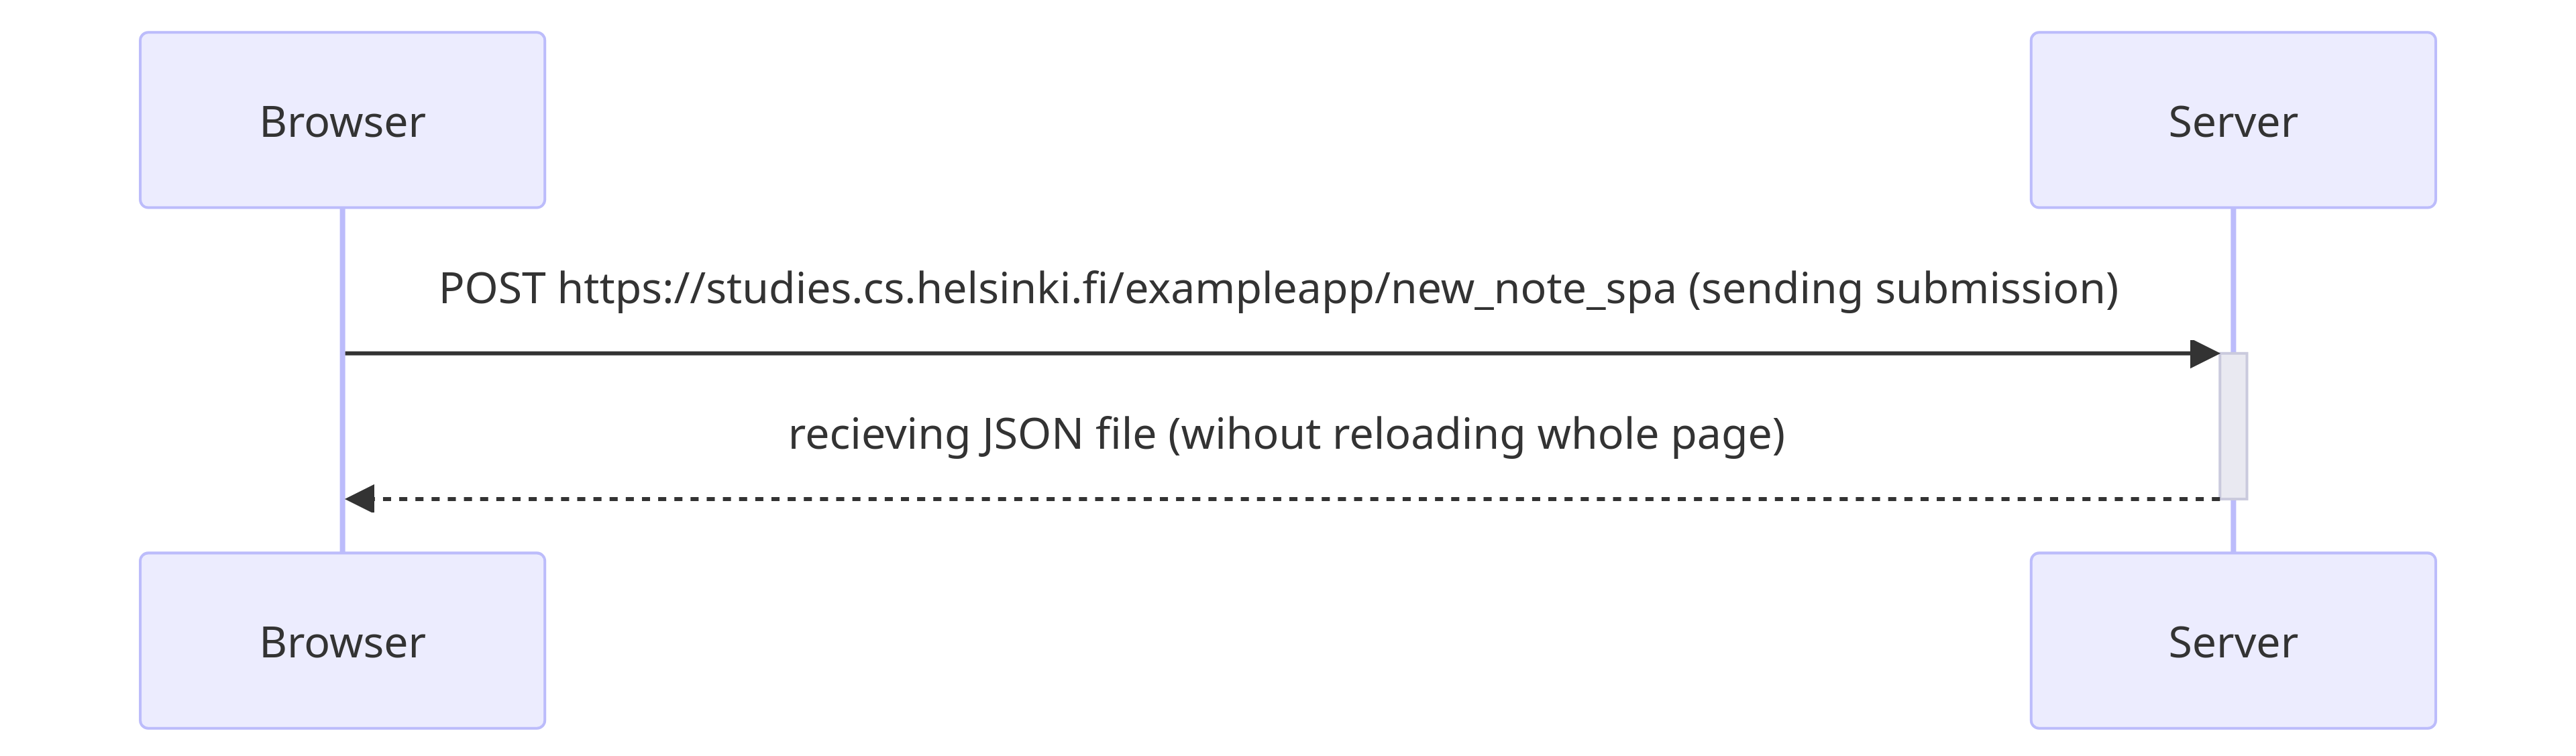 Browser
Server
POST https://studies.cs.helsinki.fi/exampleapp/new_note_spa (sending submission)
recieving JSON file (wihout reloading whole page)
Browser
Server